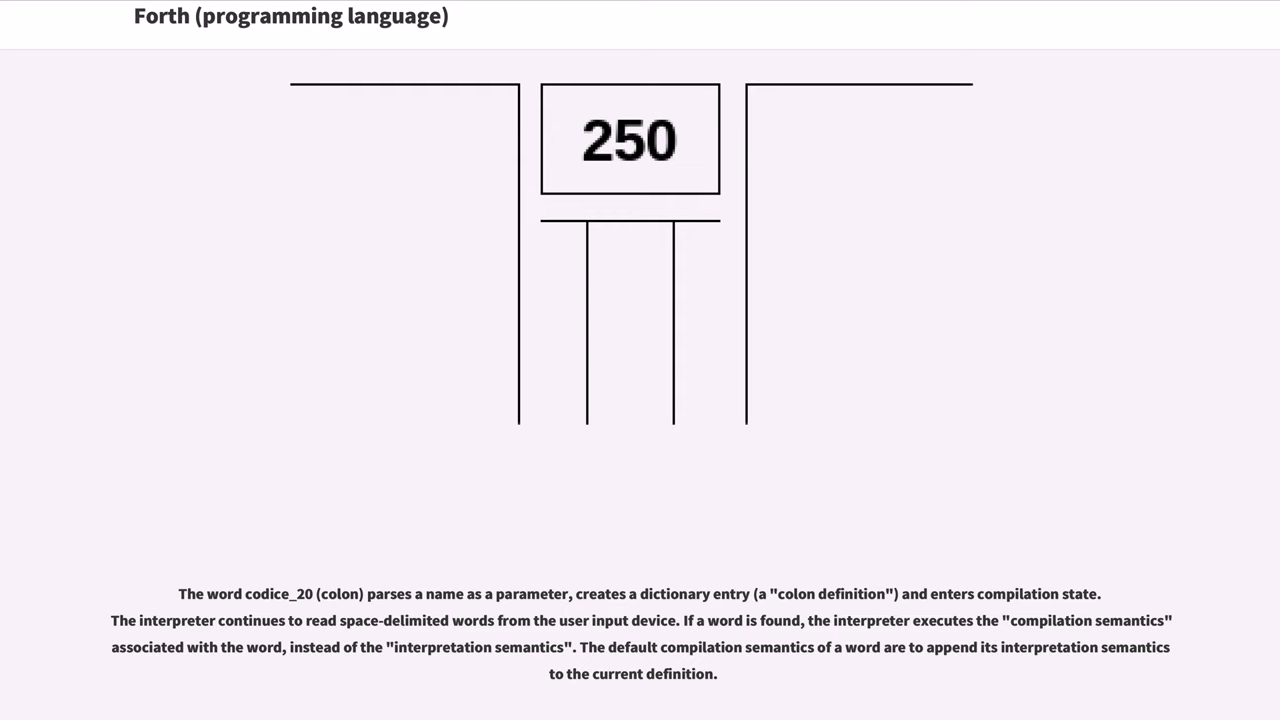 Forth (programming language)
250
The word codice_20 (colon) parses a name as a parameter, creates a dictionary entry (a "colon definition") and enters compilation state.
The interpreter continues to read space-delimited words from the user input device. If a word is found, the interpreter executes the "compilation semantics"
associated with the word, instead of the "interpretation semantics". The default compilation semantics of a word are to append its interpretation semantics
to the current definition.